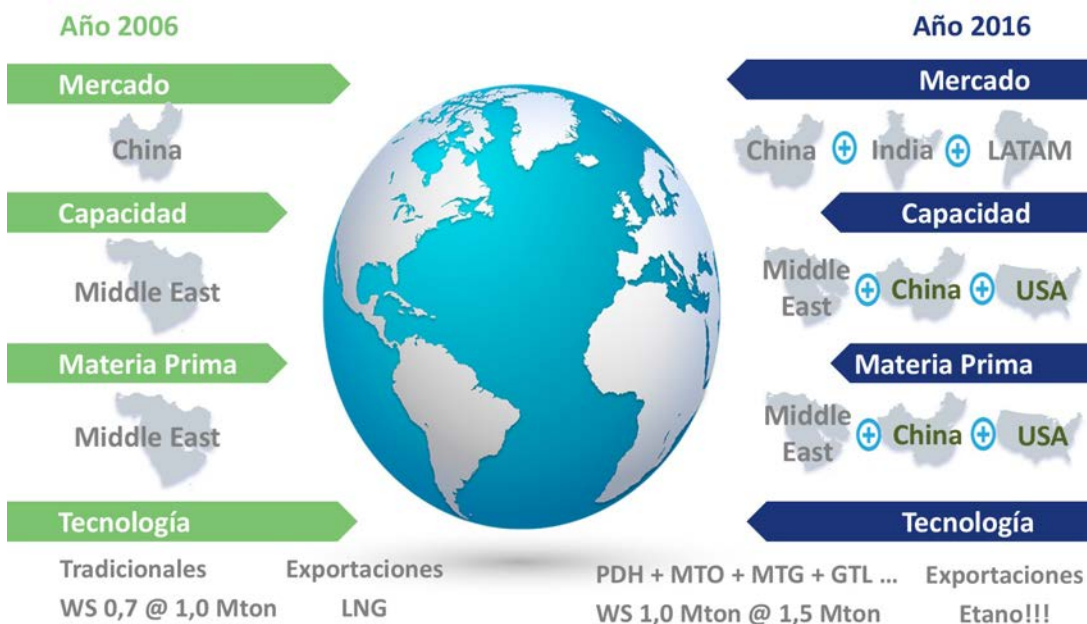 Año 2006
Mercado
China
Capacidad
Middle East
Materia Prima
Middle East
Tecnología
Tradicionales
WS 0,7 @ 1,0 Mton
Exportaciones
LNG
Año 2016
Mercado
China + India + LATAM
Capacidad
Middle
East + China + USA
Materia Prima
Middle
East + China + USA
Tecnología
PDH + MTO + MTG + GTL ...
WS 1,0 Mton @ 1,5 Mton
Exportaciones
Etano!!!